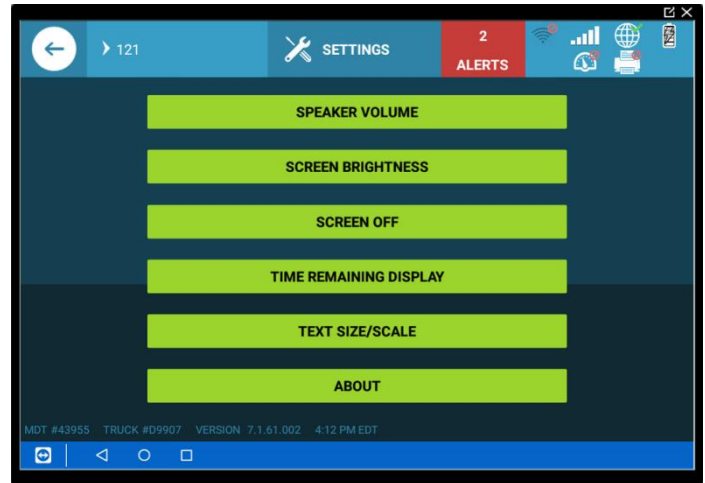 121
SETTINGS
2
ALERTS
SPEAKER VOLUME
SCREEN BRIGHTNESS
SCREEN OFF
TIME REMAINING DISPLAY
TEXT SIZE/SCALE
ABOUT
MDT #43955 TRUCK #D9907 VERSION 7.1.61.002 4:12 PM EDT